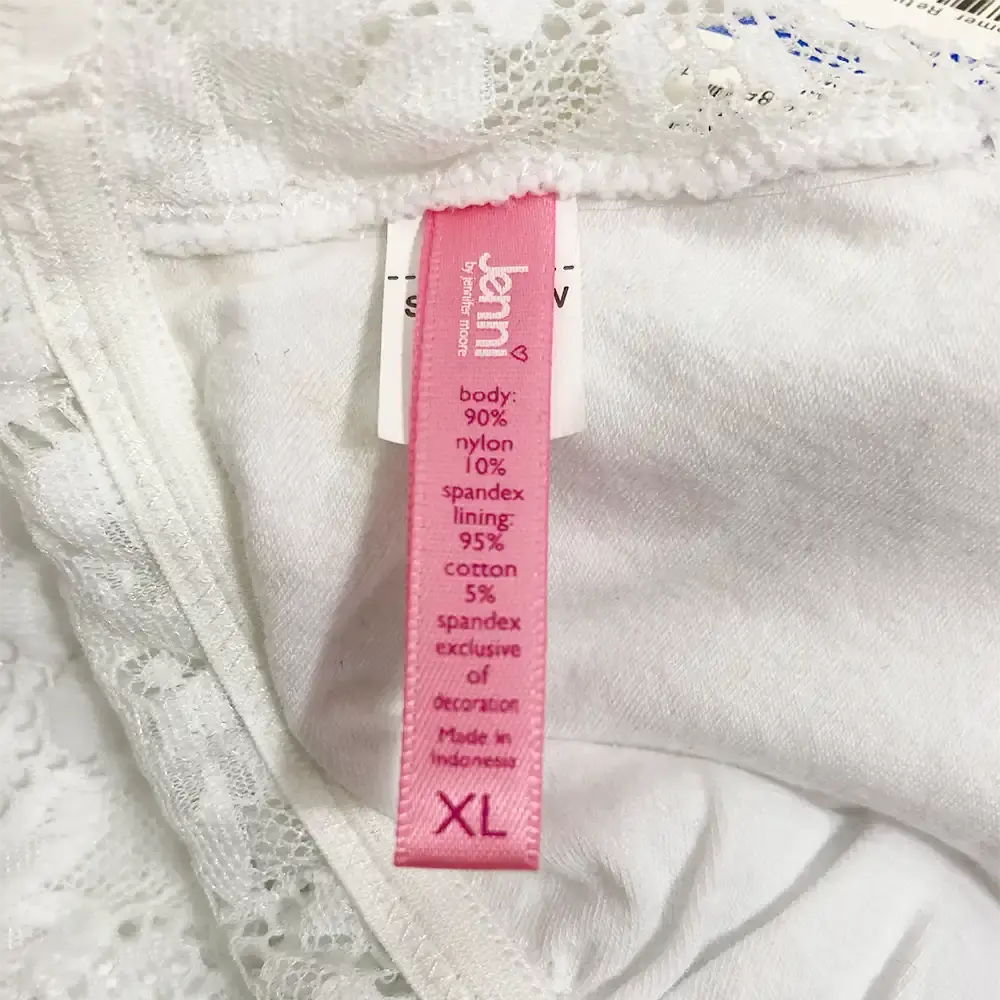 Jenni
by jennifer moore
body:
90%
nylon
10%
spandex
lining:
95%
cotton
5%
spandex
exclusive
of
decoration
Made in
Indonesia
XL